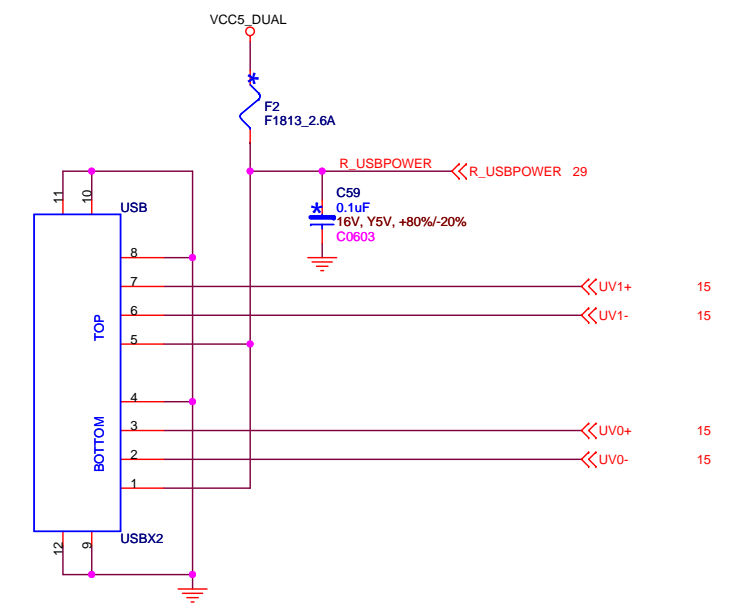 VCC5_DUAL
F2
F1813_2.6A
R_USBPOWER
R_USBPOWER 29
C59
0.1uF
16V, Y5V, +80%/-20%
C0603
11
10
USB
8
7
UV1+ 15
6
UV1- 15
TOP
5
4
3
UV0+ 15
BOTTOM
2
UV0- 15
1
USBX2
12
9